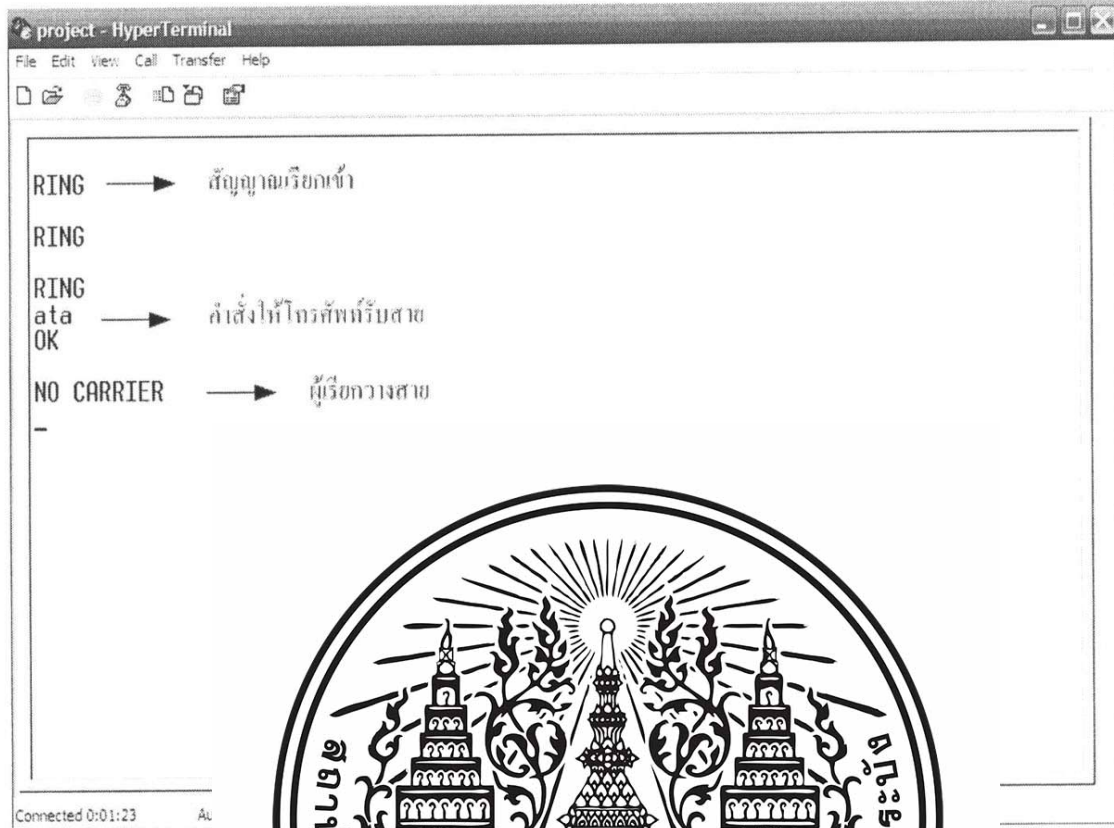 project - HyperTerminal
File Edit View Call Transfer Help
RING สัญญาณเรียกเข้า
RING
RING
ata คำสั่งให้โทรศัพท์รับสาย
OK
NO CARRIER ผู้เรียกวางสาย
_
Connected 0:01:23 Au